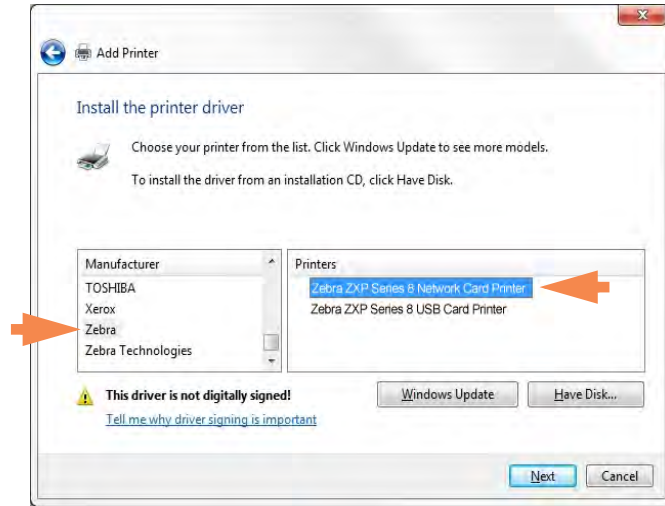 Add Printer
Install the printer driver
Choose your printer from the list. Click Windows Update to see more models.
To install the driver from an installation CD, click Have Disk.
Manufacturer
TOSHIBA
Xerox
Zebra
Zebra Technologies
Printers
Zebra ZXP Series 8 Network Card Printer
Zebra ZXP Series 8 USB Card Printer
This driver is not digitally signed!
Tell me why driver signing is important
Windows Update
Have Disk...
Next
Cancel